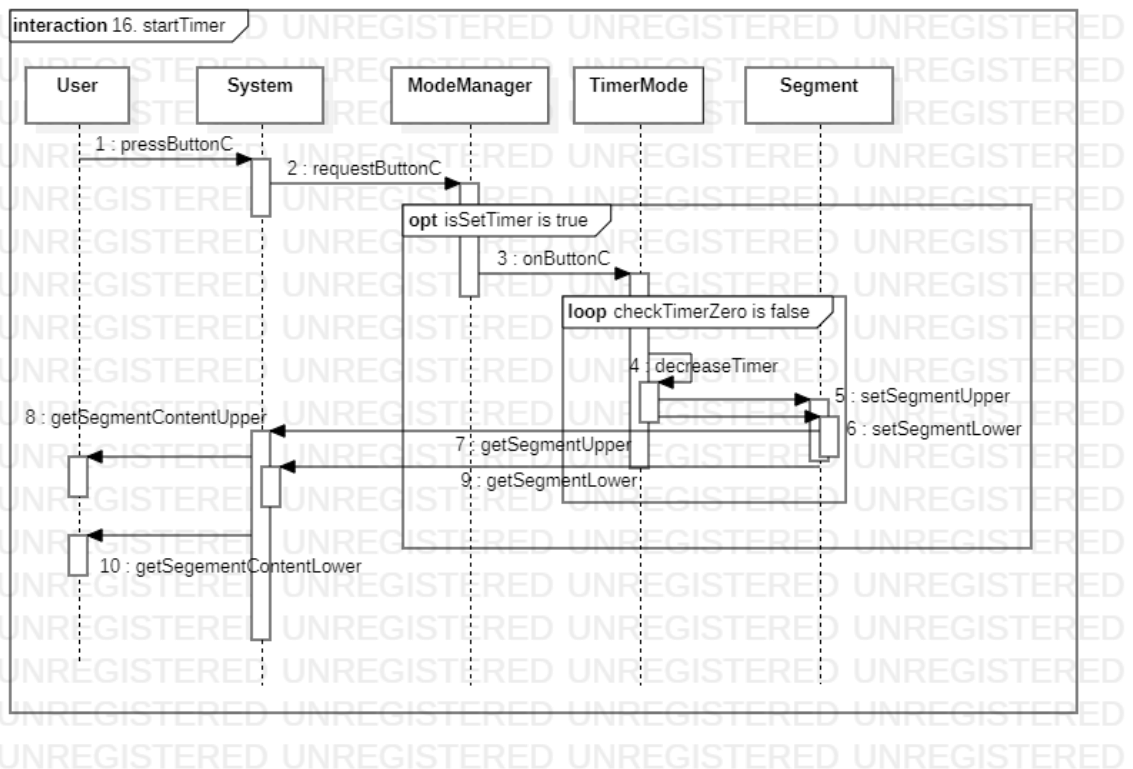 interaction 16. startTimer
User
System
ModeManager
TimerMode
Segment
1 : pressButtonC
2 : requestButtonC
opt isSetTimer is true
3 : onButtonC
loop checkTimerZero is false
4 : decreaseTimer
5 : setSegmentUpper
6 : setSegmentLower
7 : getSegmentUpper
8 : getSegmentContentUpper
9 : getSegmentLower
10 : getSegementContentLower
UNREGISTERED